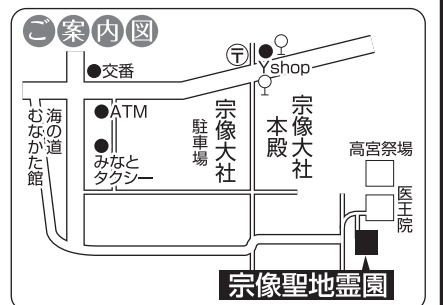 ご案内図
交番
〒
Yshop
ATM
みなと
タクシー
海の道
むなかた館
宗像大社
駐車場
宗像大社
本殿
高宮祭場
医王院
宗像聖地霊園